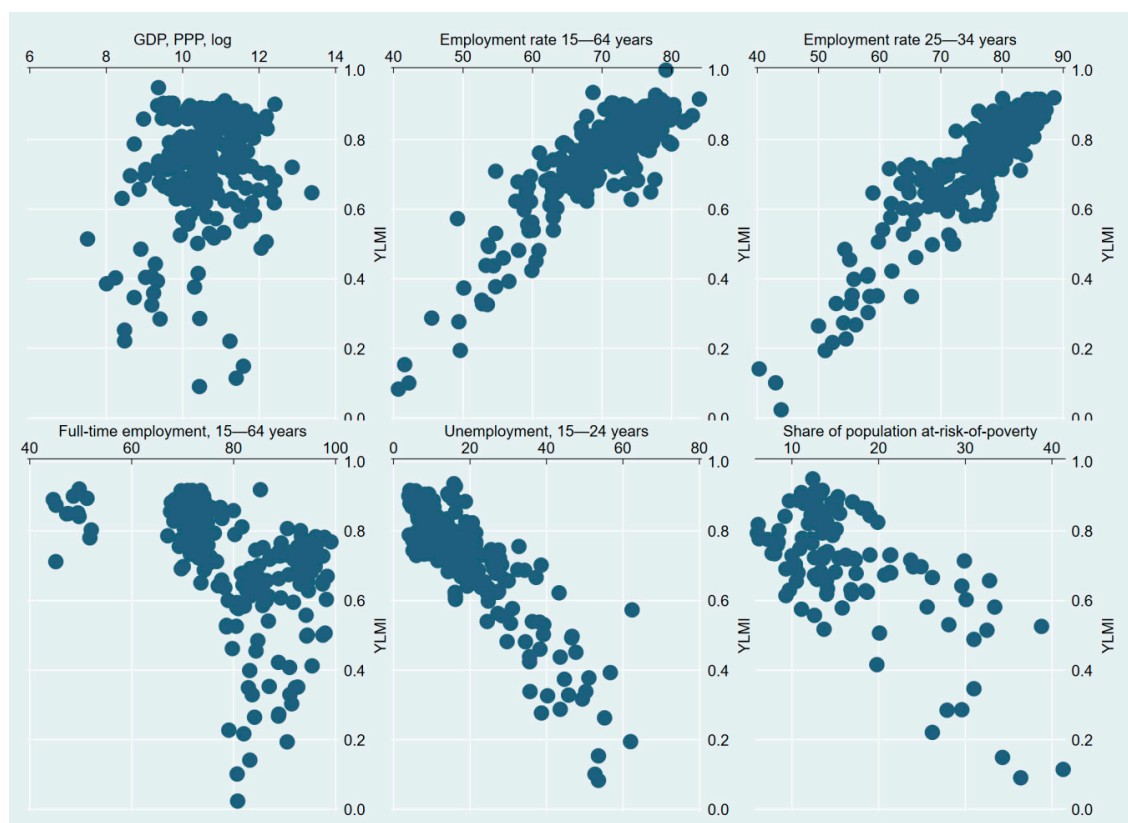 GDP, PPP, log
6 8 10 12 14
1.0
0.8
0.6
YLMI
0.4
0.2
0.0
Employment rate 15—64 years
40 50 60 70 80
1.0
0.8
0.6
YLMI
0.4
0.2
0.0
Employment rate 25—34 years
40 50 60 70 80 90
1.0
0.8
0.6
YLMI
0.4
0.2
0.0
Full-time employment, 15—64 years
40 60 80 100
1.0
0.8
0.6
YLMI
0.4
0.2
0.0
Unemployment, 15—24 years
0 20 40 60 80
1.0
0.8
0.6
YLMI
0.4
0.2
0.0
Share of population at-risk-of-poverty
10 20 30 40
1.0
0.8
0.6
YLMI
0.4
0.2
0.0